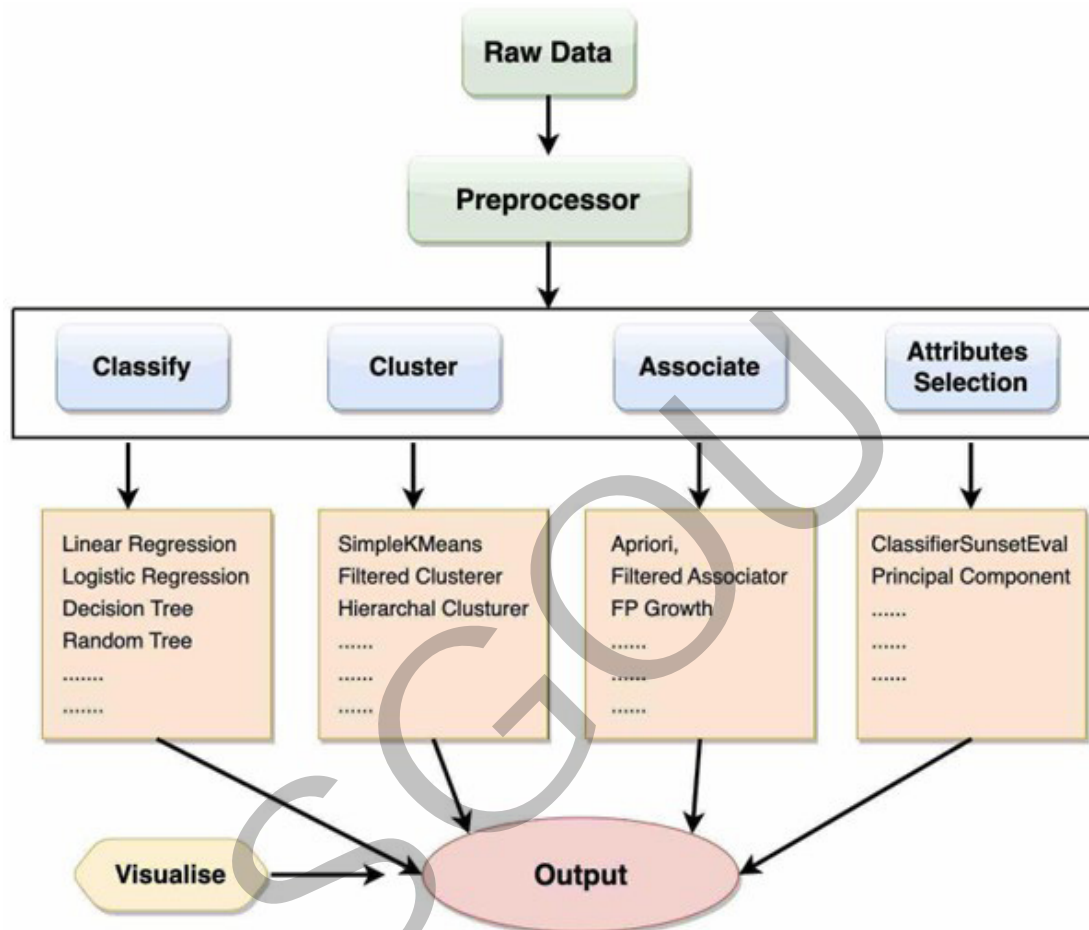 Raw Data
Preprocessor
Classify
Cluster
Associate
Attributes
Selection
Linear Regression
Logistic Regression
Decision Tree
Random Tree
.......
.......
SimpleKMeans
Filtered Clusterer
Hierarchal Clusturer
......
......
......
Apriori,
Filtered Associator
FP Growth
......
......
......
ClassifierSunsetEval
Principal Component
......
......
......
Visualise
Output
SGOU